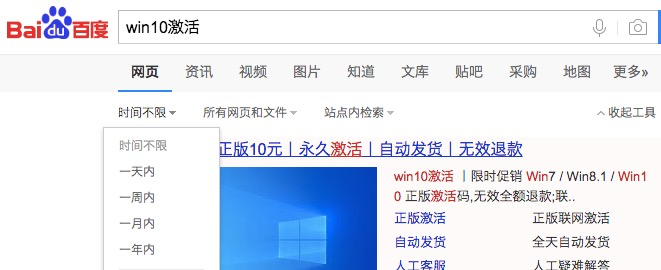 Bai du 百度 win10激活
网页 资讯 视频 图片 知道 文库 贴吧 采购 地图 更多»
时间不限 所有网页和文件 站点内检索 收起工具
时间不限
一天内
一周内
一月内
一年内
正版10元｜永久激活｜自动发货｜无效退款
win10激活 ｜限时促销 Win7 / Win8.1 / Win1
0 正版激活码,无效全额退款;联..
正版激活 正版联网激活
自动发货 全天自动发货
人工客服 人工疑难解答